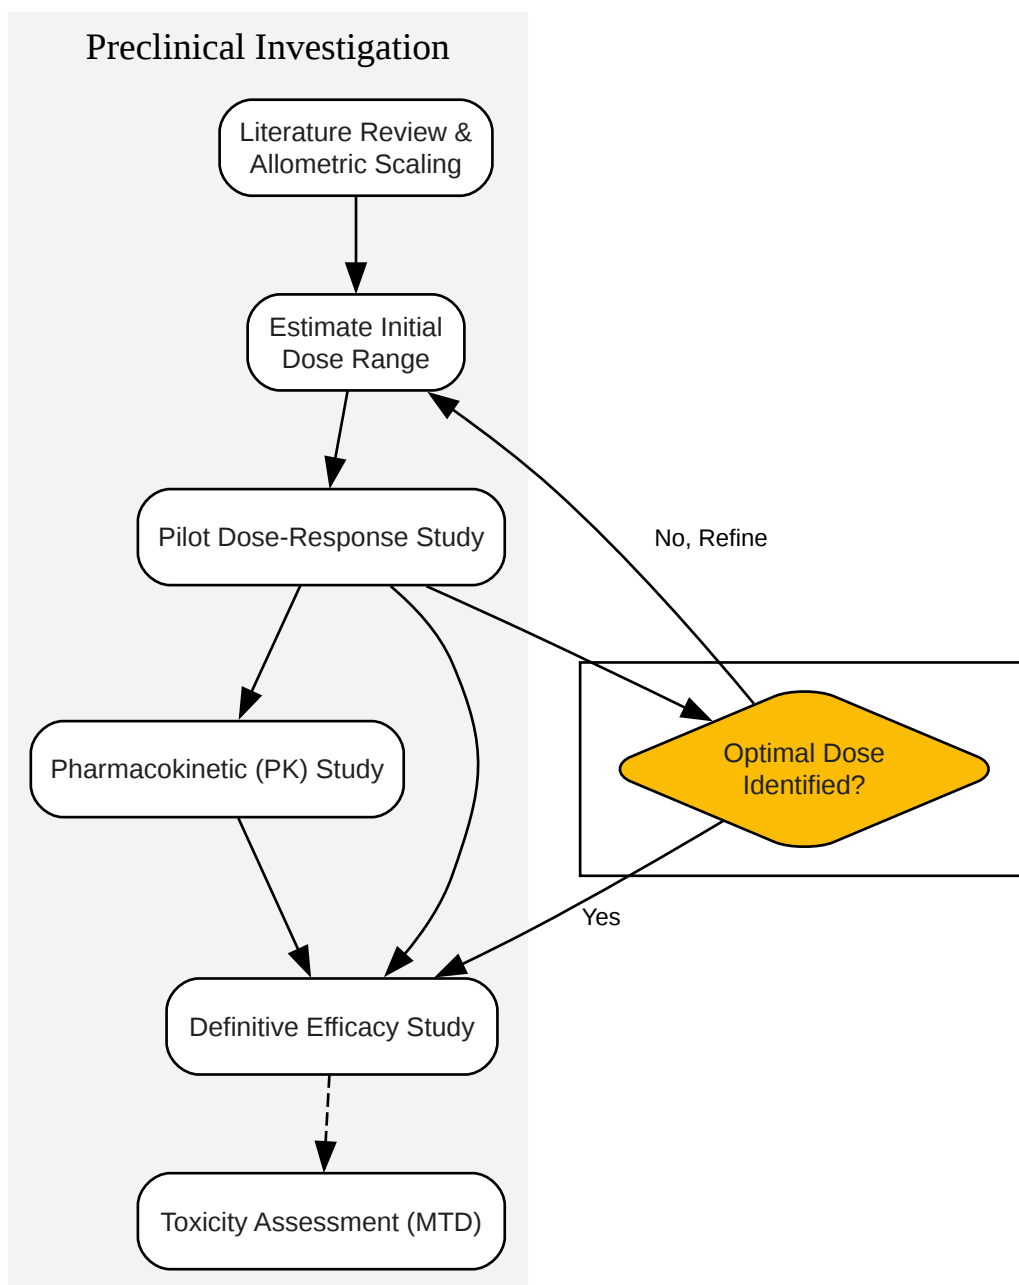 Preclinical Investigation
Literature Review &
Allometric Scaling
Estimate Initial
Dose Range
Pilot Dose-Response Study
No, Refine
Optimal Dose
Identified?
Pharmacokinetic (PK) Study
Yes
Definitive Efficacy Study
Toxicity Assessment (MTD)